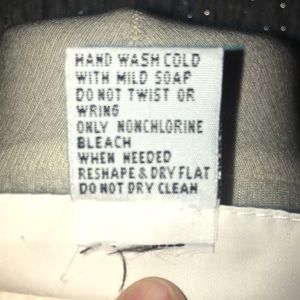 HAND WASH COLD
WITH MILD SOAP
DO NOT TWIST OR
WRING
ONLY NONCHLORINE
BLEACH
WHEN NEEDED
RESHAPE & DRY FLAT
DO NOT DRY CLEAN